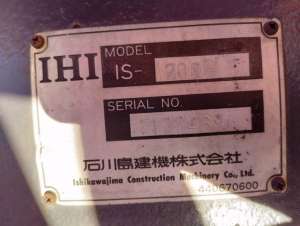 IHI
MODEL
IS-
SERIAL NO
石川島建機株式会社
Ishikawajima Construction Machinery Co., Ltd.
440670600